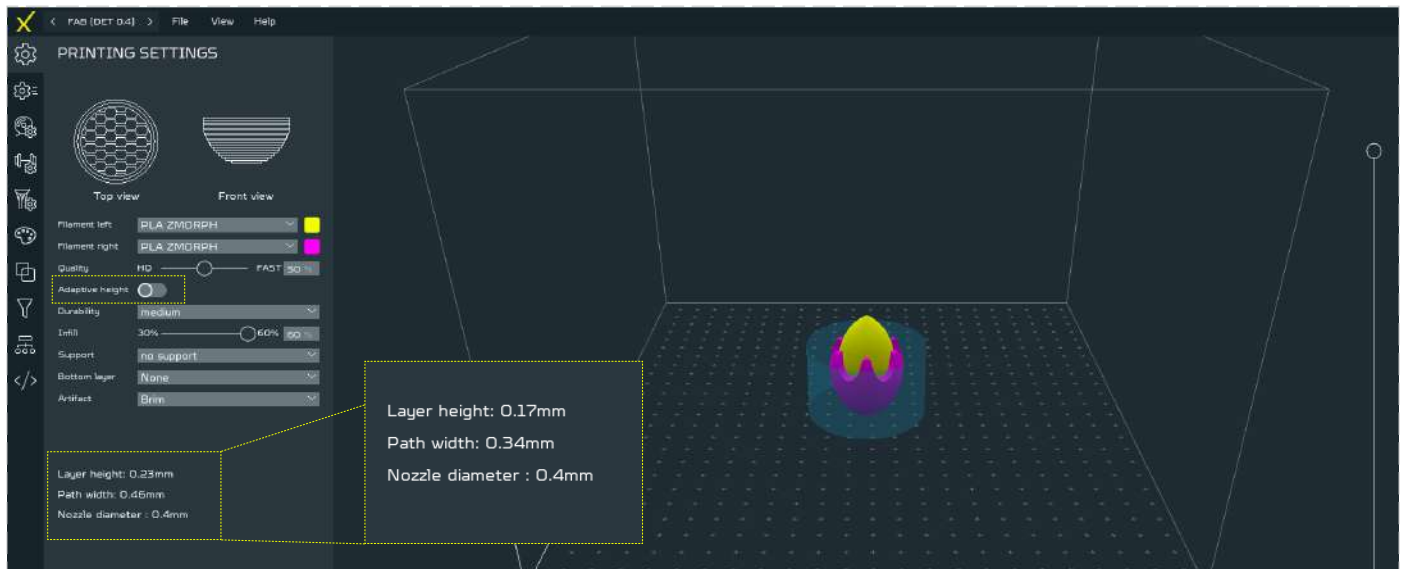 FAB (DET 0.4) File View Help
PRINTING SETTINGS
Top view Front view
Filament left PLA ZMORPH
Filament right PLA ZMORPH
Quality HD FAST 50 %
Adaptive height
Durability medium
Infill 30% 60% 60 %
Support no support
Bottom layer None
Artifact Brim
Layer height: 0.23mm
Path width: 0.46mm
Nozzle diameter : 0.4mm
Layer height: 0.17mm
Path width: 0.34mm
Nozzle diameter : 0.4mm